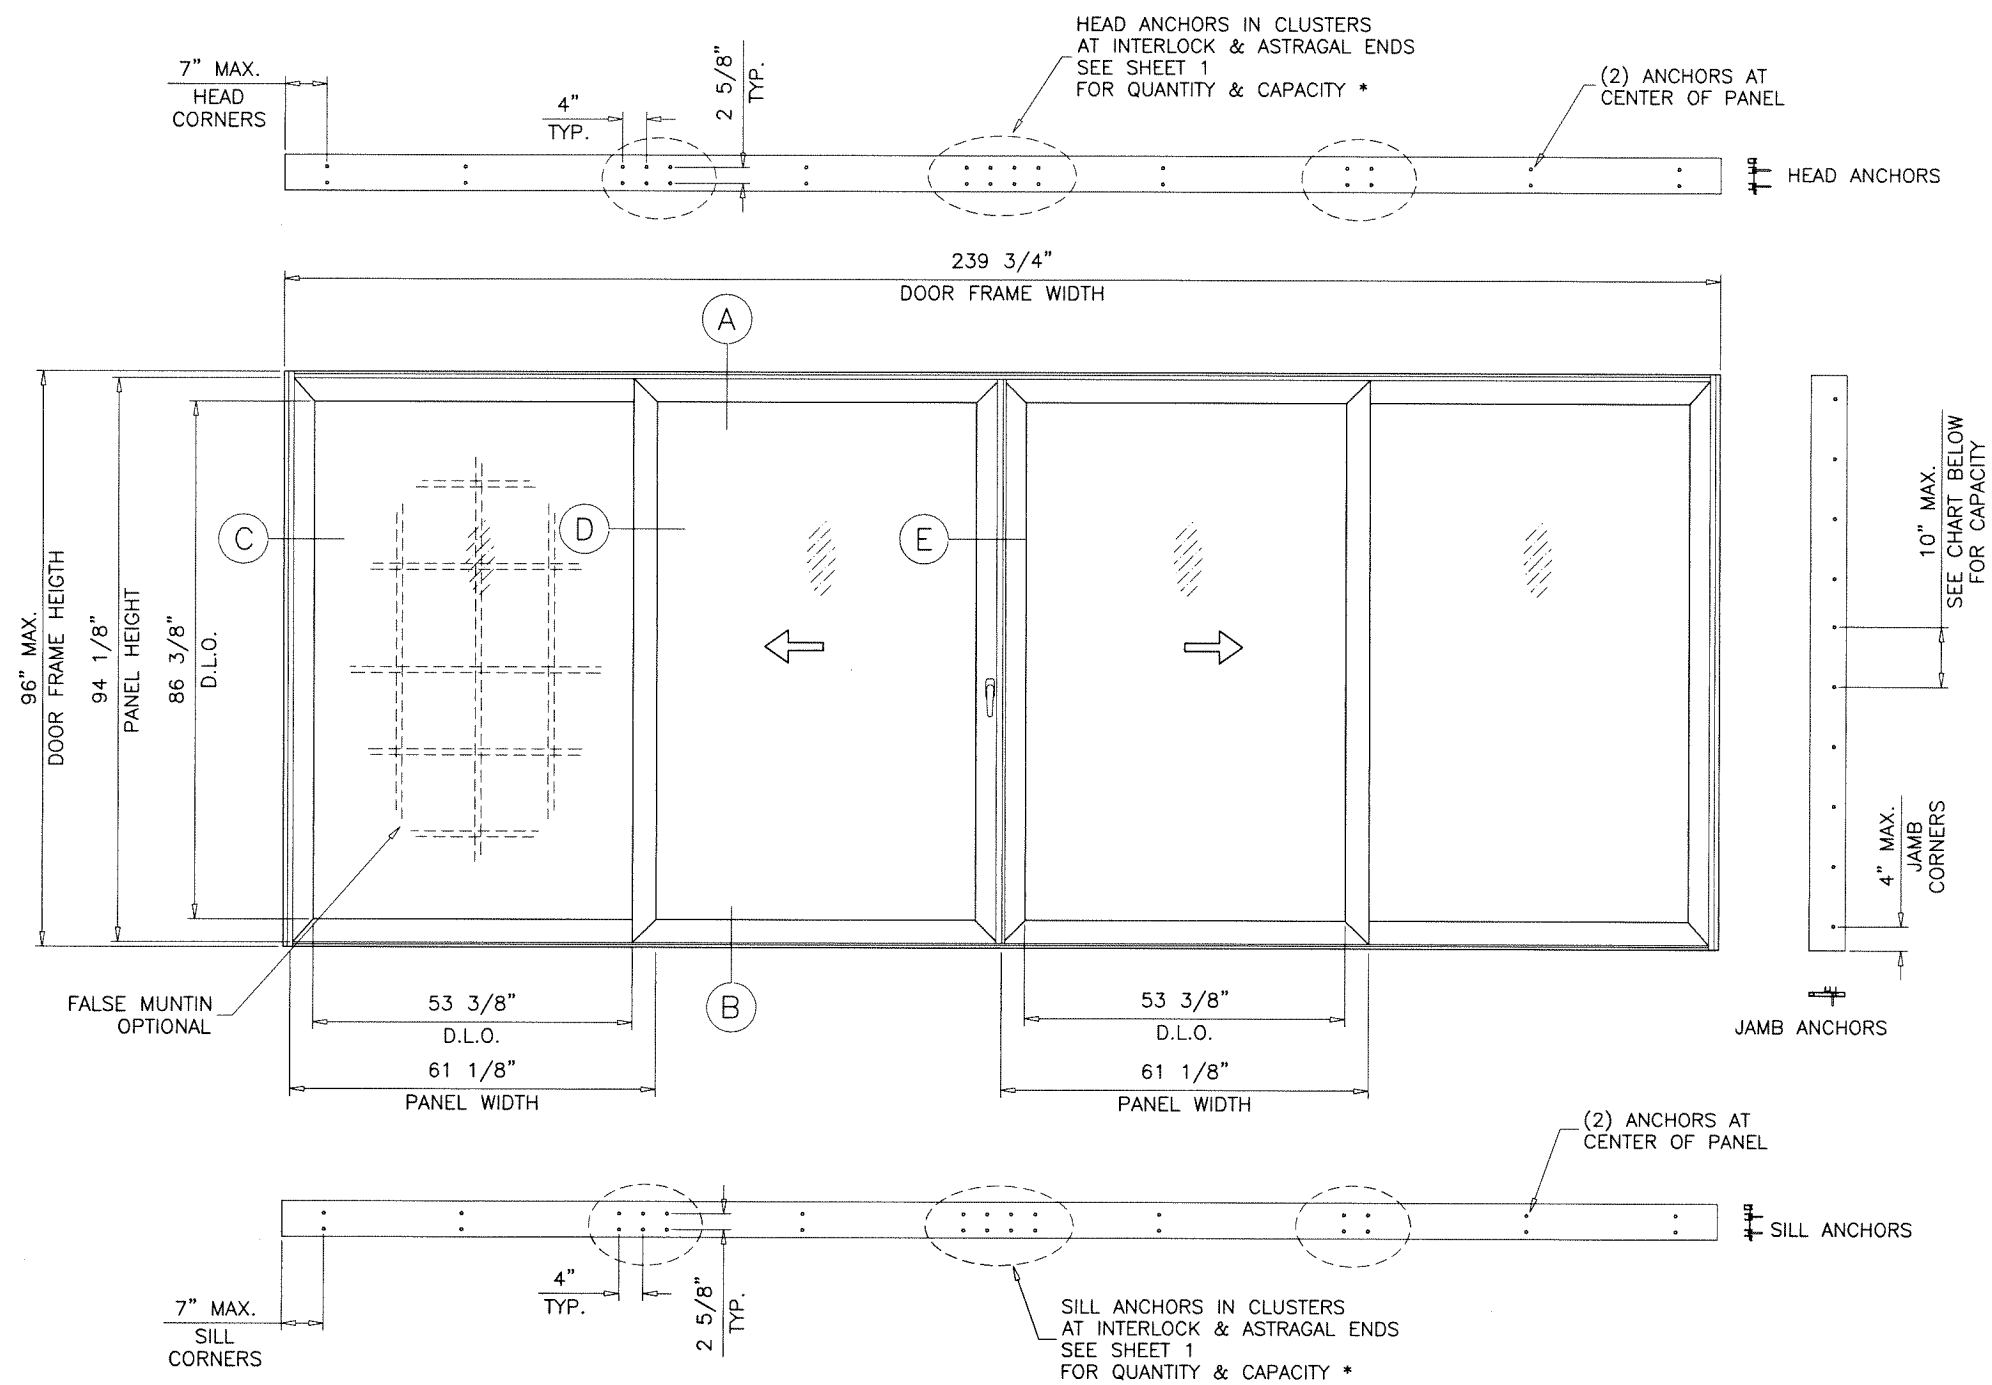 HEAD ANCHORS IN CLUSTERS
AT INTERLOCK & ASTRAGAL ENDS
SEE SHEET 1
FOR QUANTITY & CAPACITY *
7" MAX.
HEAD
CORNERS
4"
TYP.
2 5/8"
TYP.
(2) ANCHORS AT
CENTER OF PANEL
HEAD ANCHORS
239 3/4"
DOOR FRAME WIDTH
A
C
D
E
B
96" MAX.
DOOR FRAME HEIGTH
94 1/8"
PANEL HEIGHT
86 3/8"
D.L.O.
10" MAX.
SEE CHART BELOW
FOR CAPACITY
4" MAX.
JAMB
CORNERS
JAMB ANCHORS
FALSE MUNTIN
OPTIONAL
53 3/8"
D.L.O.
61 1/8"
PANEL WIDTH
53 3/8"
D.L.O.
61 1/8"
PANEL WIDTH
(2) ANCHORS AT
CENTER OF PANEL
SILL ANCHORS
7" MAX.
SILL
CORNERS
4"
TYP.
2 5/8"
TYP.
SILL ANCHORS IN CLUSTERS
AT INTERLOCK & ASTRAGAL ENDS
SEE SHEET 1
FOR QUANTITY & CAPACITY *